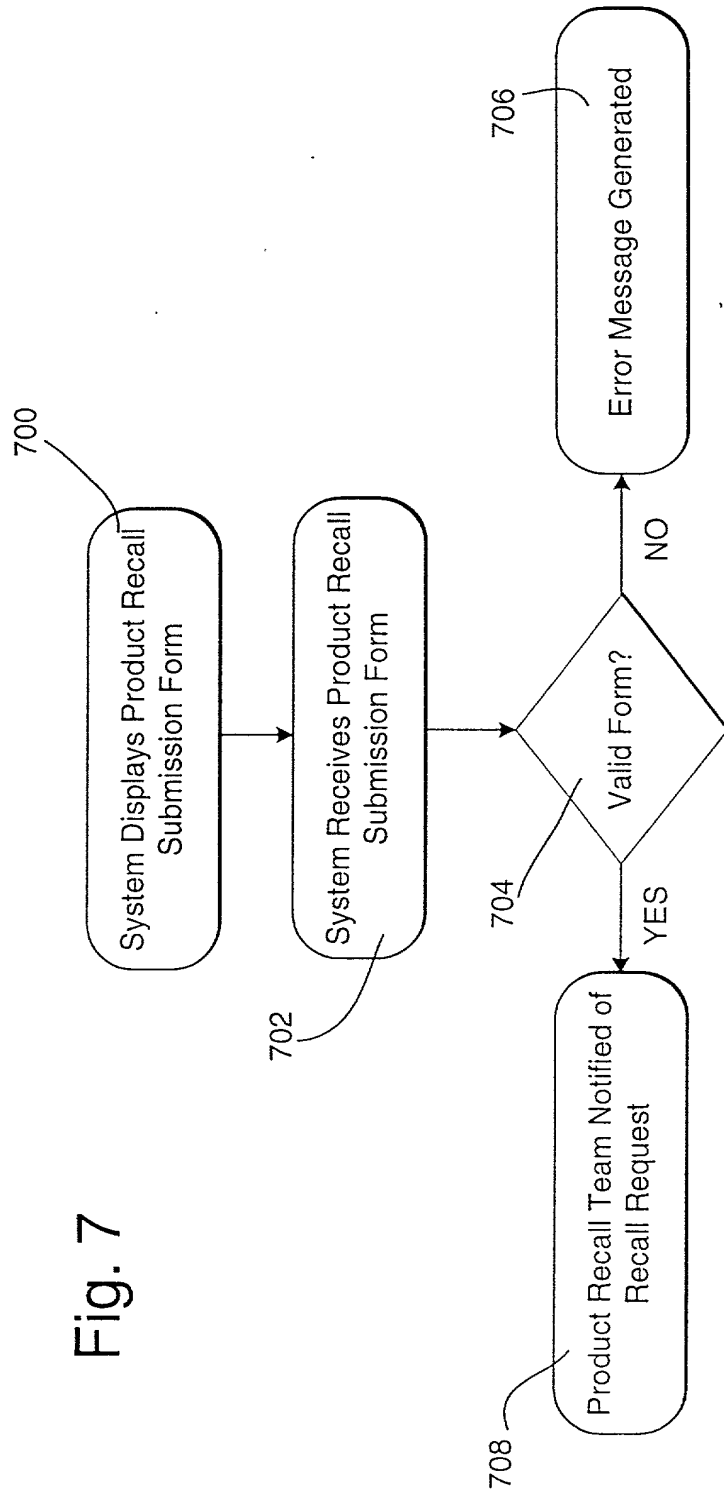 Fig. 7
700
System Displays Product Recall
Submission Form
702
System Receives Product Recall
Submission Form
704
Valid Form?
YES
NO
708
Product Recall Team Notified of
Recall Request
706
Error Message Generated